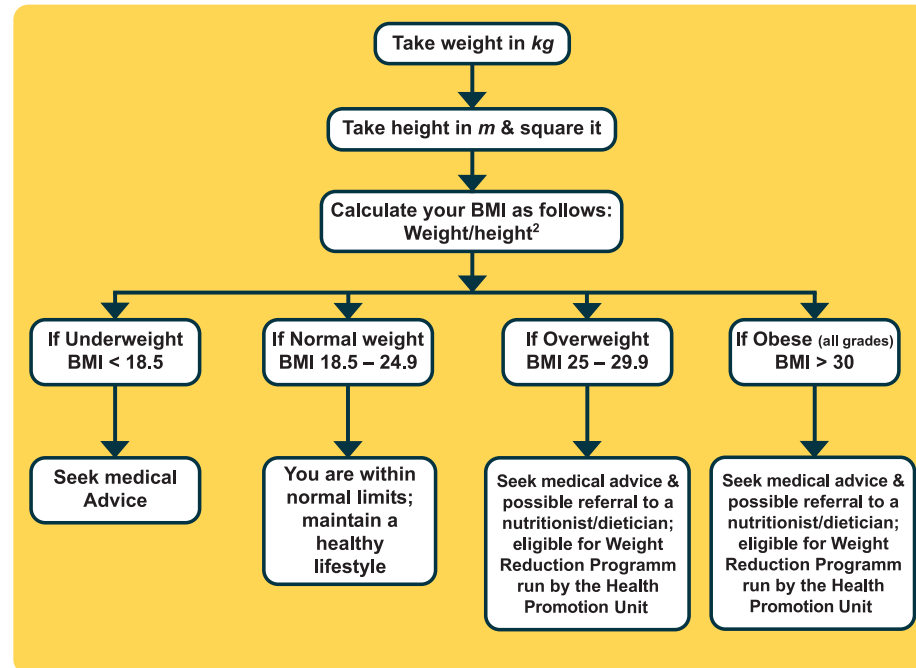 Take weight in kg
Take height in m & square it
Calculate your BMI as follows:
Weight/height²
If Underweight
BMI < 18.5
If Normal weight
BMI 18.5 – 24.9
If Overweight
BMI 25 – 29.9
If Obese (all grades)
BMI > 30
Seek medical
Advice
You are within
normal limits;
maintain a
healthy
lifestyle
Seek medical advice &
possible referral to a
nutritionist/dietician;
eligible for Weight
Reduction Programm
run by the Health
Promotion Unit
Seek medical advice &
possible referral to a
nutritionist/dietician;
eligible for Weight
Reduction Programm
run by the Health
Promotion Unit